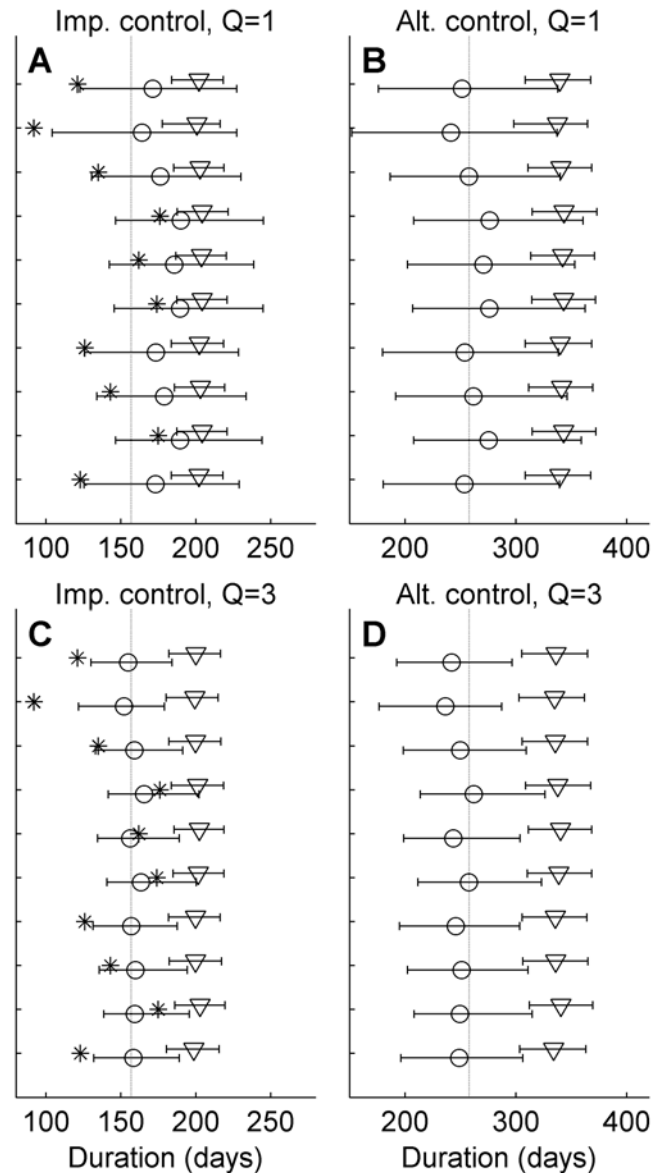 Imp. control, Q=1
Alt. control, Q=1
A
B
100 150 200 250
200 300 400
Imp. control, Q=3
Alt. control, Q=3
C
D
100 150 200 250
200 300 400
Duration (days)
Duration (days)